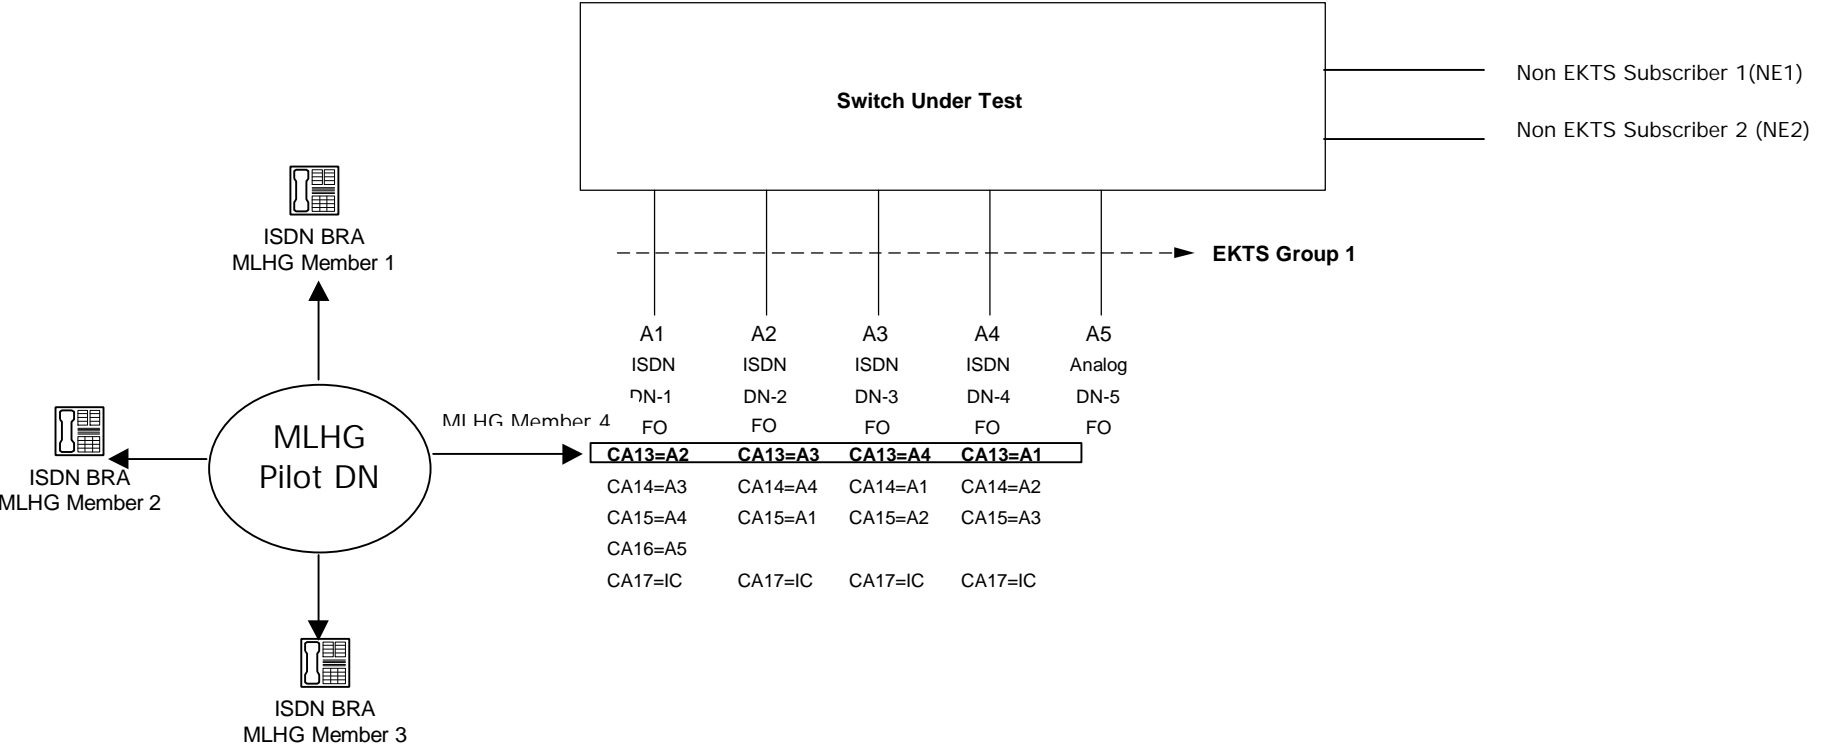 Switch Under Test
Non EKTS Subscriber 1(NE1)
Non EKTS Subscriber 2 (NE2)
ISDN BRA
MLHG Member 1
EKTS Group 1
A1 A2 A3 A4 A5
ISDN ISDN ISDN ISDN Analog
DN-1 DN-2 DN-3 DN-4 DN-5
MLHG Member 4
FO FO FO FO FO
MLHG
Pilot DN
ISDN BRA
MLHG Member 2
CA13=A2 CA13=A3 CA13=A4 CA13=A1
CA14=A3 CA14=A4 CA14=A1 CA14=A2
CA15=A4 CA15=A1 CA15=A2 CA15=A3
CA16=A5
CA17=IC CA17=IC CA17=IC CA17=IC
ISDN BRA
MLHG Member 3